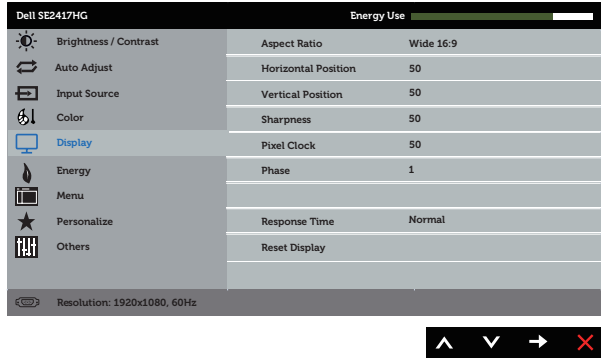 Dell SE2417HG Energy Use
Brightness / Contrast
Aspect Ratio Wide 16:9
Auto Adjust
Horizontal Position 50
Input Source
Vertical Position 50
Color
Sharpness 50
Display
Pixel Clock 50
Energy
Phase 1
Menu
Personalize
Response Time Normal
Others
Reset Display
Resolution: 1920x1080, 60Hz